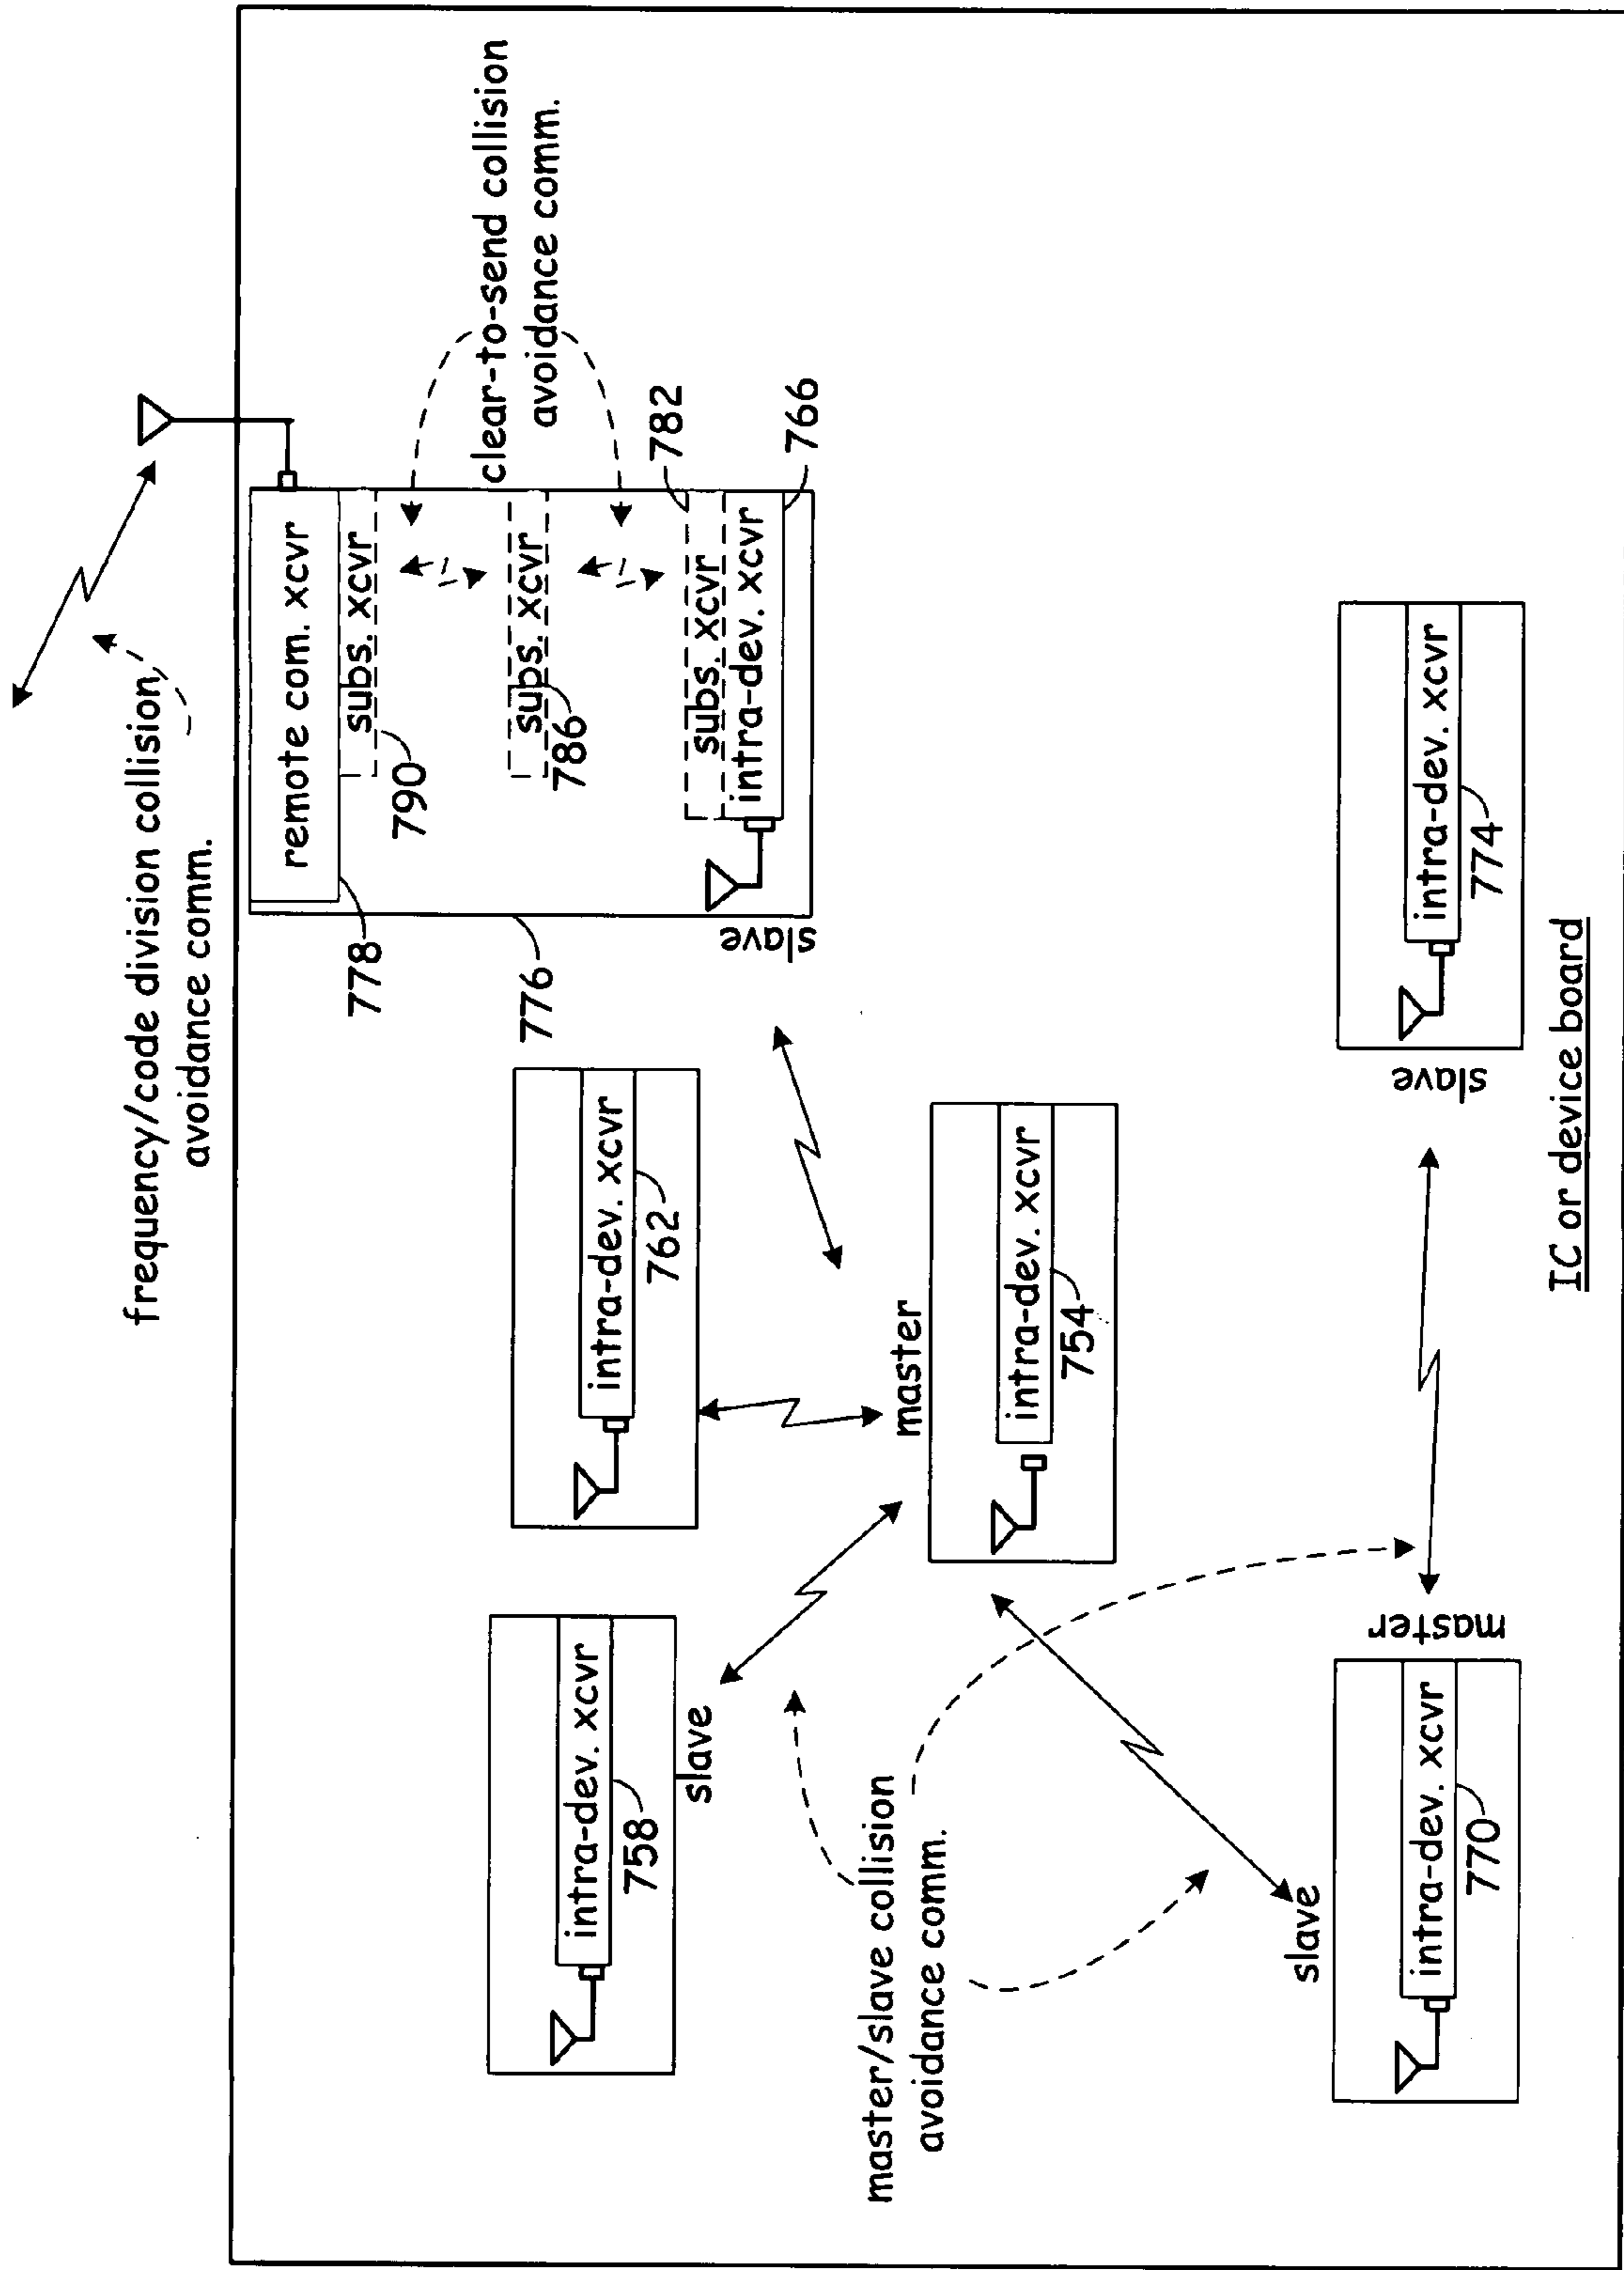 frequency/code division collision
avoidance comm.
remote com. xcvr
778
subs. xcvr
790
clear-to-send collision
avoidance comm.
subs. xcvr
786
776
subs. xcvr
782
intra-dev. xcvr
766
slave
intra-dev. xcvr
762
intra-dev. xcvr
758
slave
master
intra-dev. xcvr
754
master/slave collision
avoidance comm.
slave
intra-dev. xcvr
770
master
slave
intra-dev. xcvr
774
IC or device board